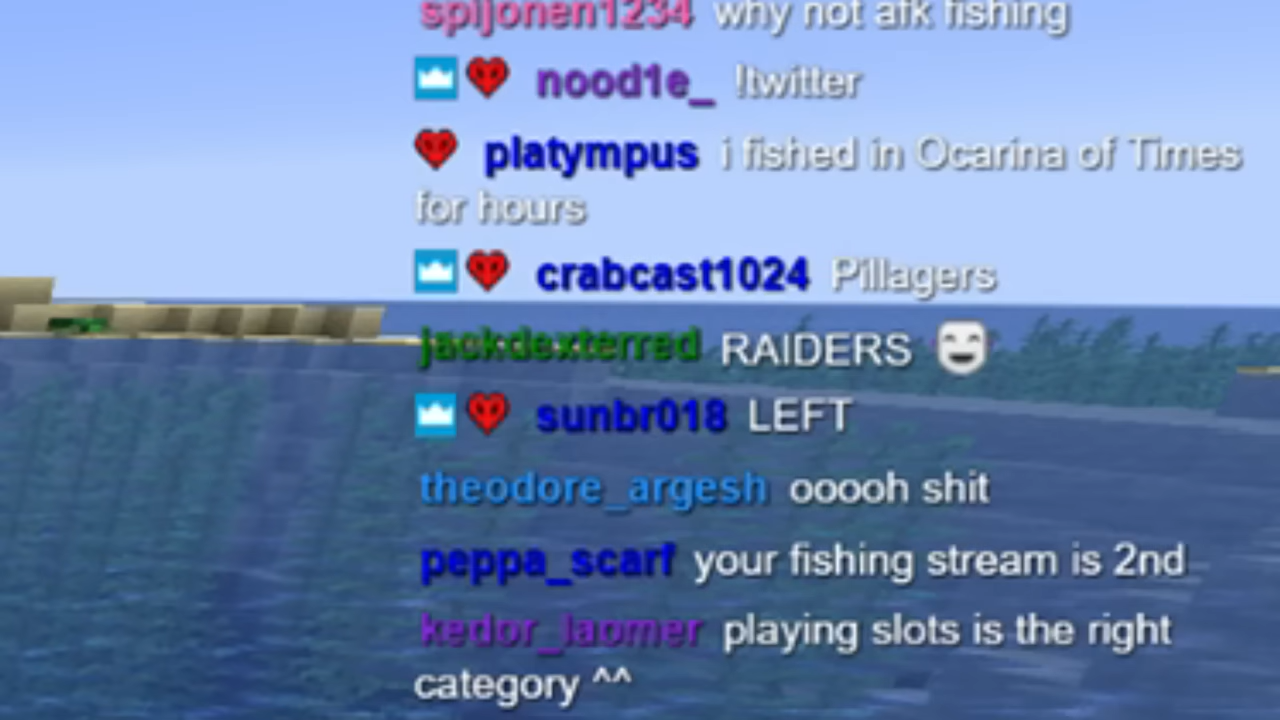 spijonen1234 why not afk fishing
nood1e_ !twitter
platympus i fished in Ocarina of Times
for hours
crabcast1024 Pillagers
jackdexterred RAIDERS
sunbr018 LEFT
theodore_argesh ooooh shit
peppa_scarf your fishing stream is 2nd
kedor_laomer playing slots is the right
category ^^